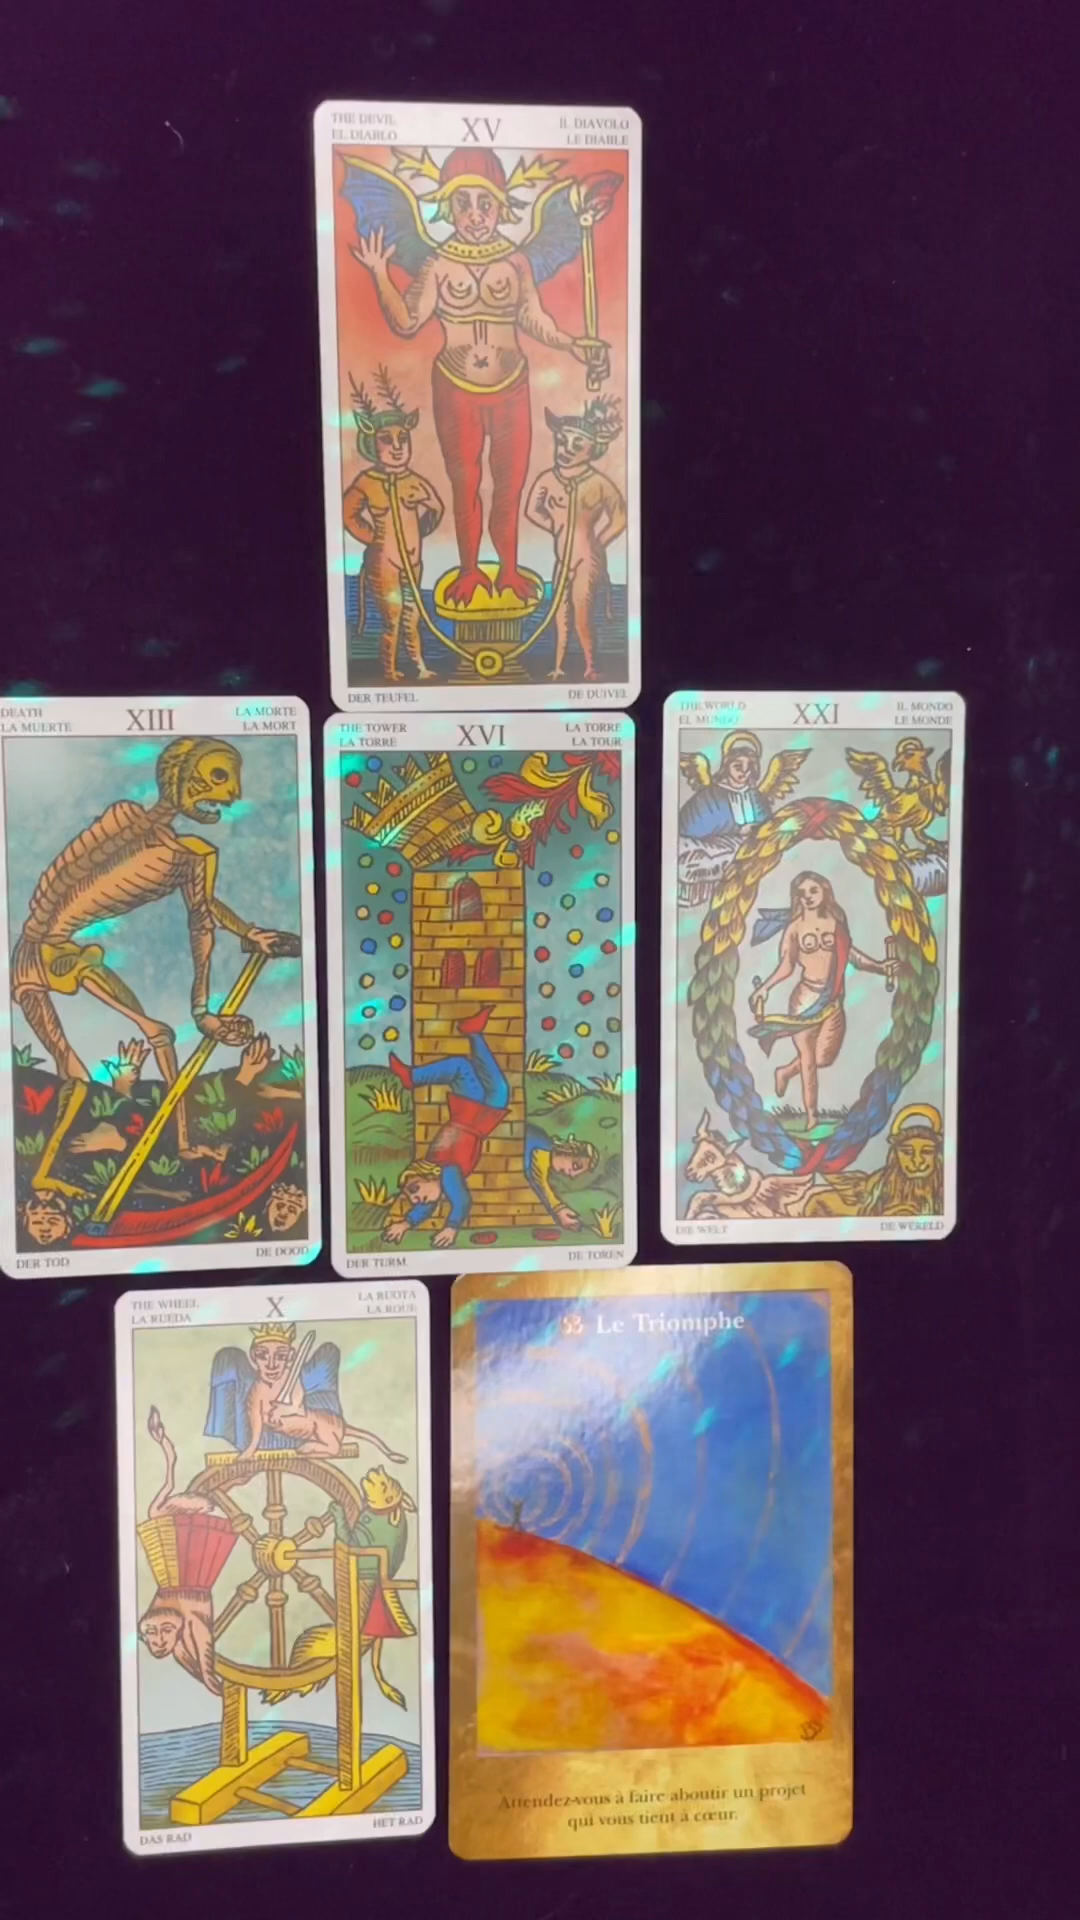 THE DEVIL
EL DIABLO
XV
IL DIAVOLO
LE DIABLE
DER TEUFEL
DE DUIVEL
DEATH
LA MUERTE
XIII
LA MORTE
LA MORT
DER TOD
DE DOOD
THE TOWER
LA TORRE
XVI
LA TORRE
LA TOUR
DER TURM
DE TOREN
THE WORLD
EL MUNDO
XXI
IL MONDO
LE MONDE
DIE WELT
DE WERELD
THE WHEEL
LA RUEDA
X
LA RUOTA
LA ROUE
DAS RAD
HET RAD
53 Le Triomphe
Attendez-vous à faire aboutir un projet
qui vous tient à cœur.